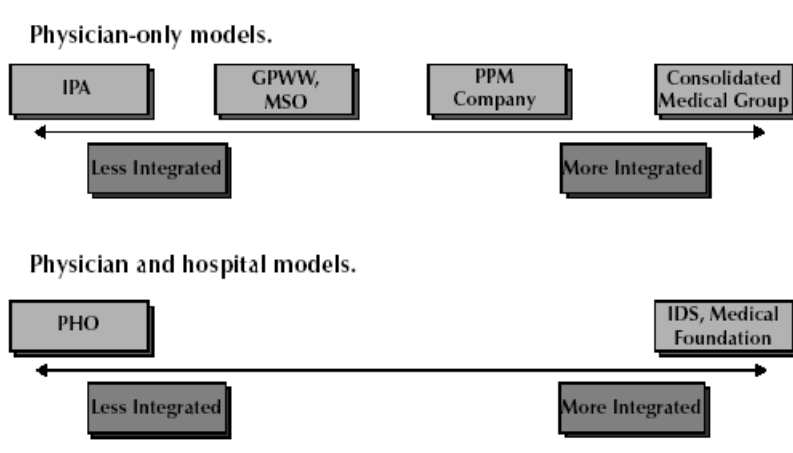 Physician-only models.
IPA
GPWW,
MSO
PPM
Company
Consolidated
Medical Group
Less Integrated
More Integrated
Physician and hospital models.
PHO
IDS, Medical
Foundation
Less Integrated
More Integrated